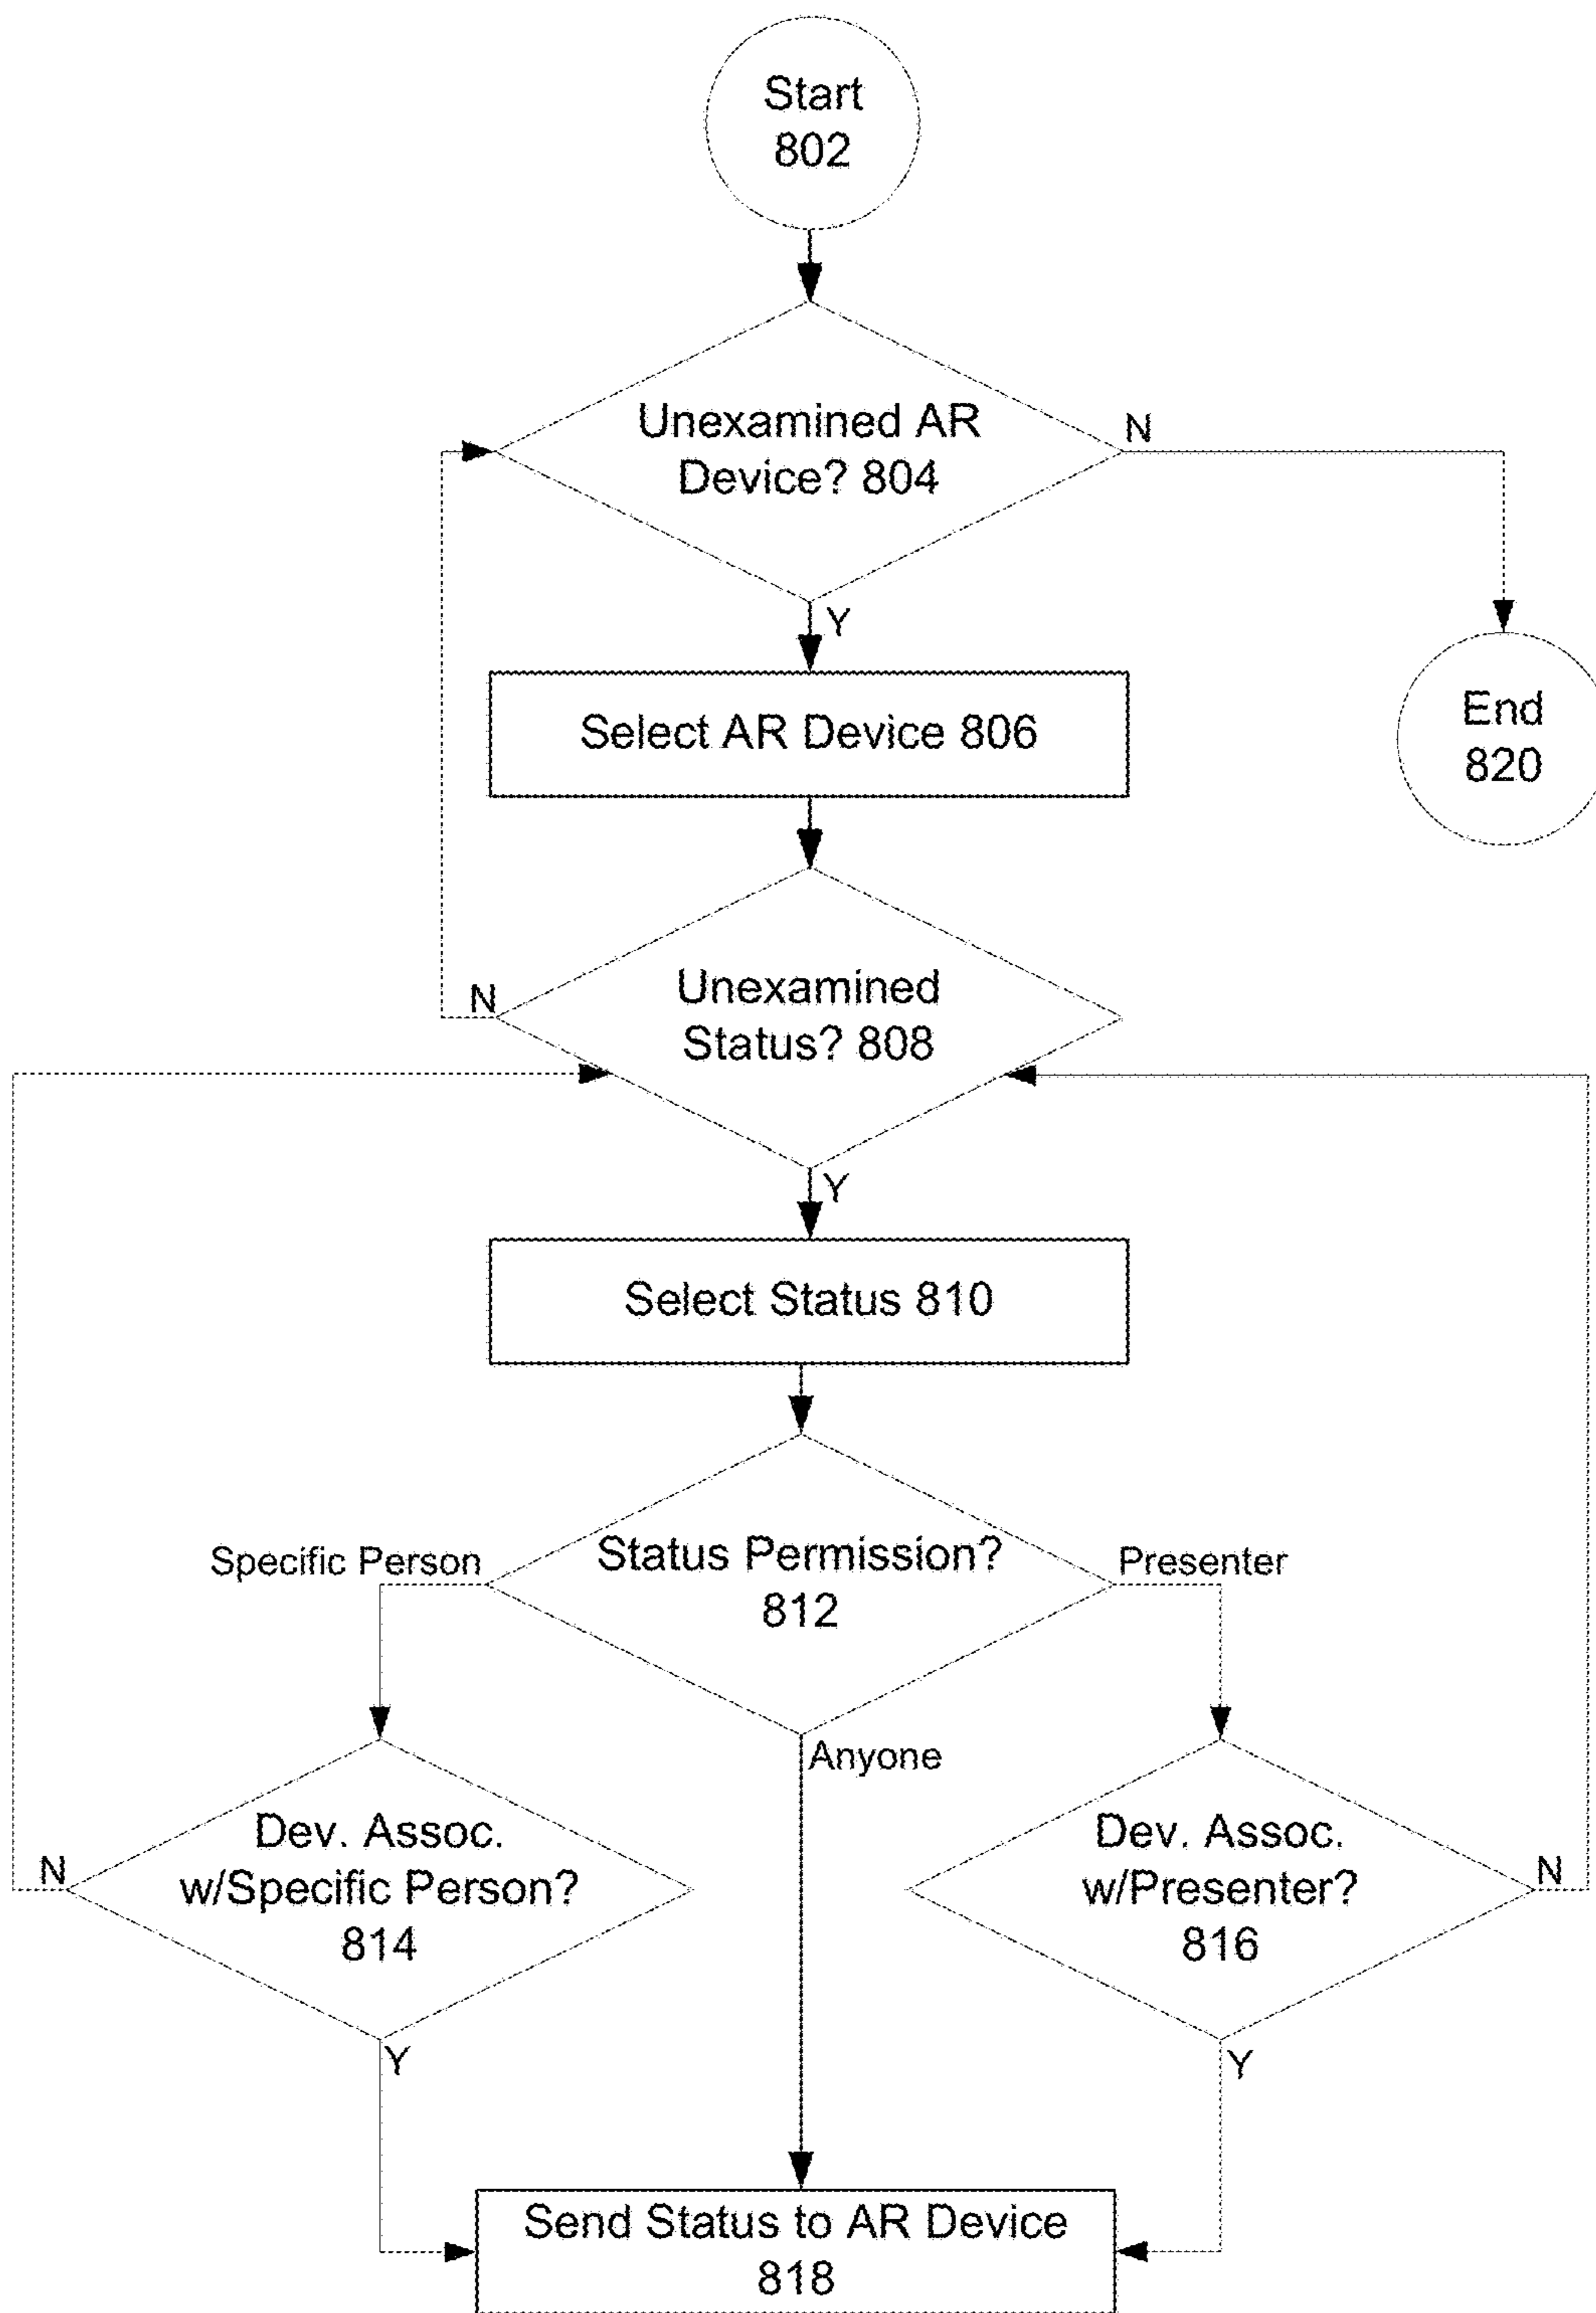 Start
802
Unexamined AR
Device? 804
N
Y
Select AR Device 806
End
820
Unexamined
Status? 808
N
Y
Select Status 810
Status Permission?
812
Specific Person
Presenter
Anyone
Dev. Assoc.
w/Specific Person?
814
N
Y
Dev. Assoc.
w/Presenter?
816
N
Y
Send Status to AR Device
818